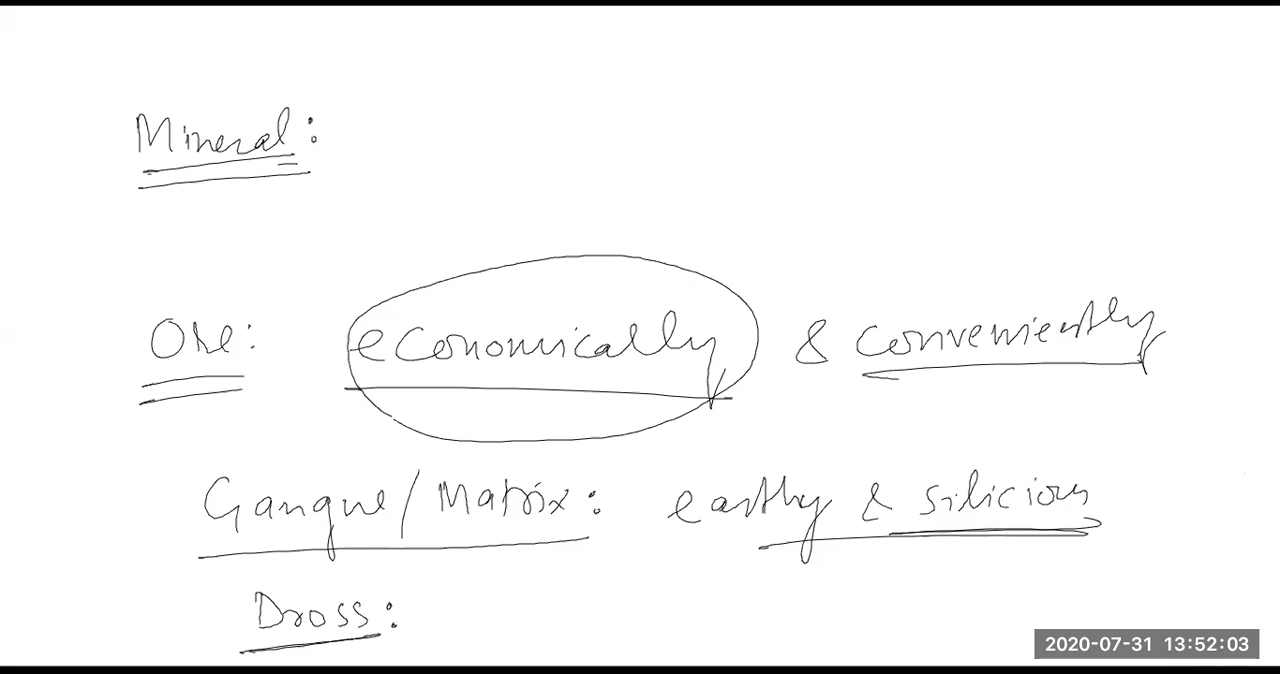 Mineral:
Ore: economically & conveniently
Gangue/Matrix: earthy & silicious
Dross:
2020-07-31 13:52:03